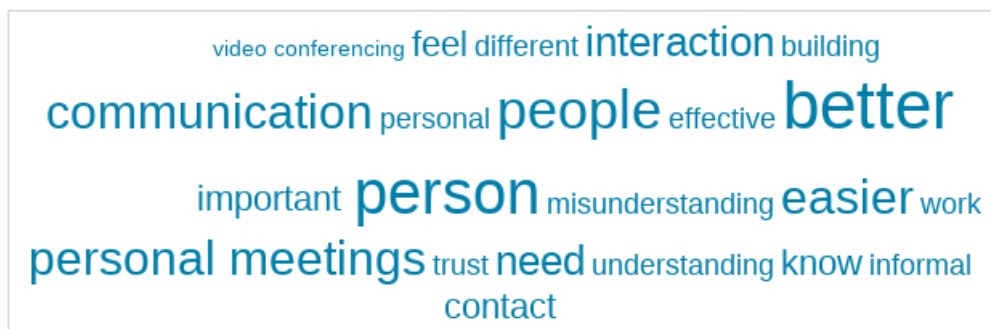 video conferencing feel different interaction building
communication personal people effective better
important person misunderstanding easier work
personal meetings trust need understanding know informal
contact